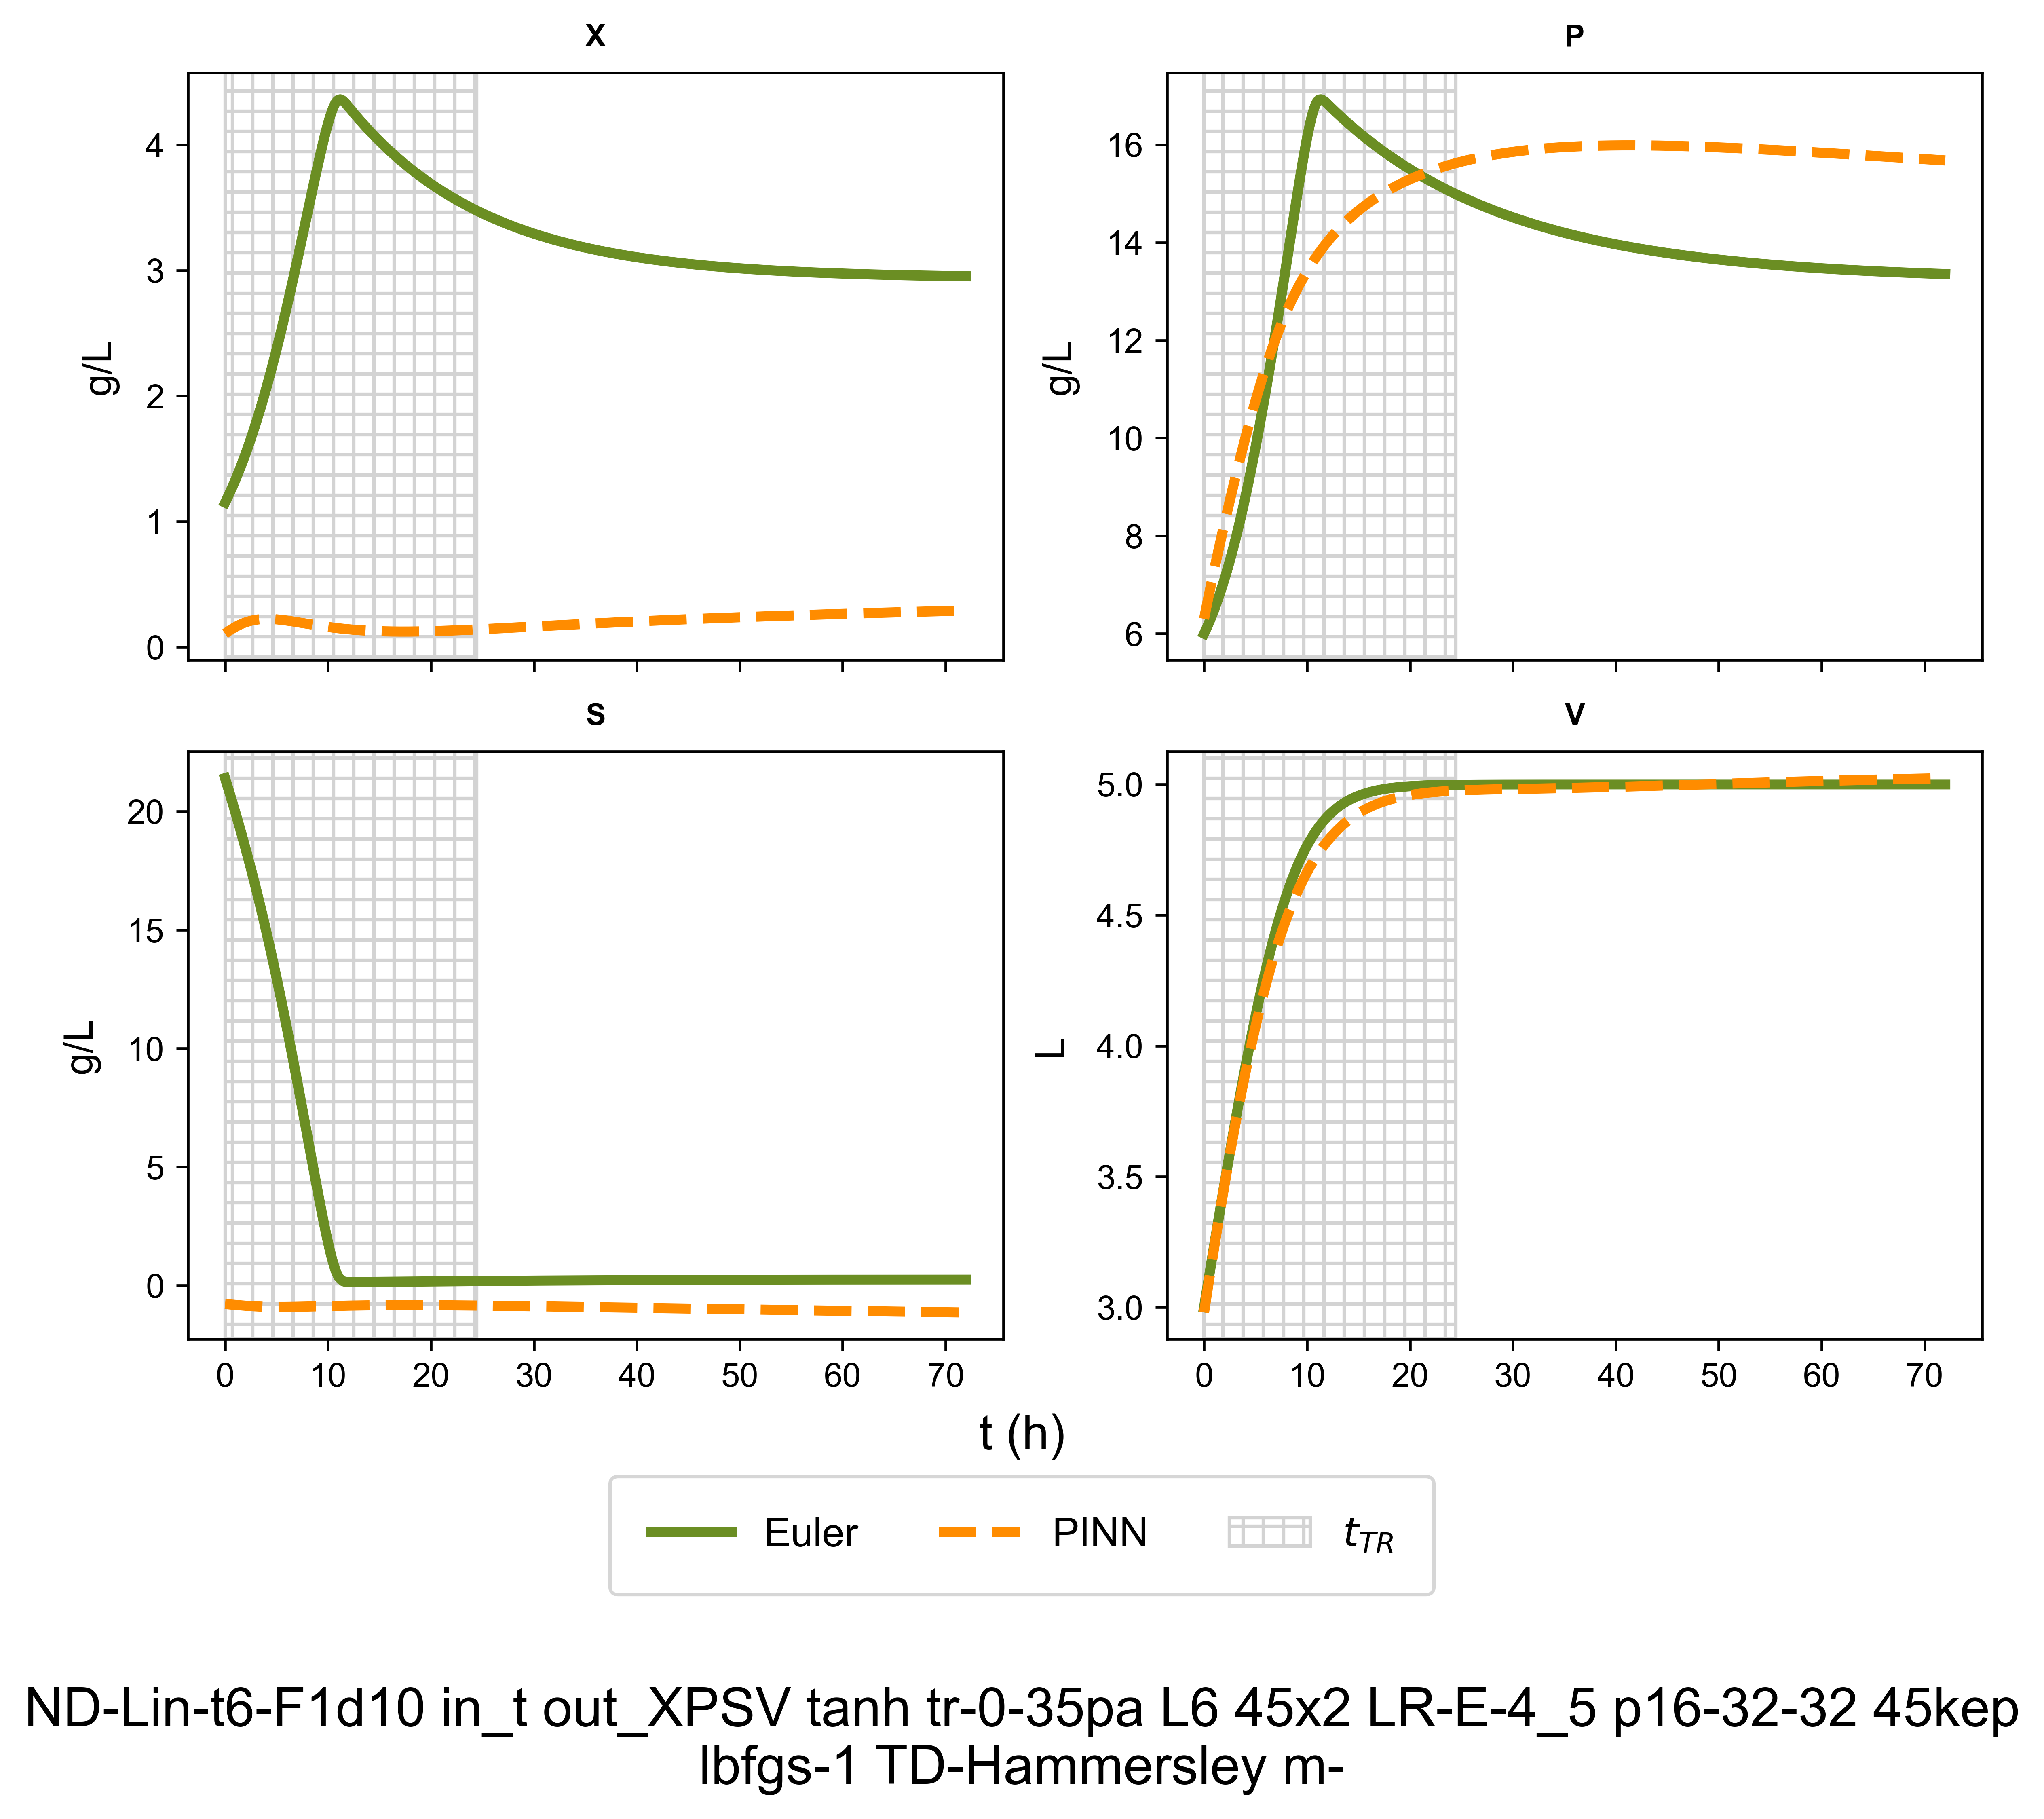 X
P
4
3
2
1
0
g/L
16
14
12
10
8
6
g/L
S
V
20
15
10
5
0
g/L
5.0
4.5
4.0
3.5
3.0
L
0 10 20 30 40 50 60 70
0 10 20 30 40 50 60 70
t (h)
Euler PINN t_TR
ND-Lin-t6-F1d10 in_t out_XPSV tanh tr-0-35pa L6 45x2 LR-E-4_5 p16-32-32 45kep
lbfgs-1 TD-Hammersley m-